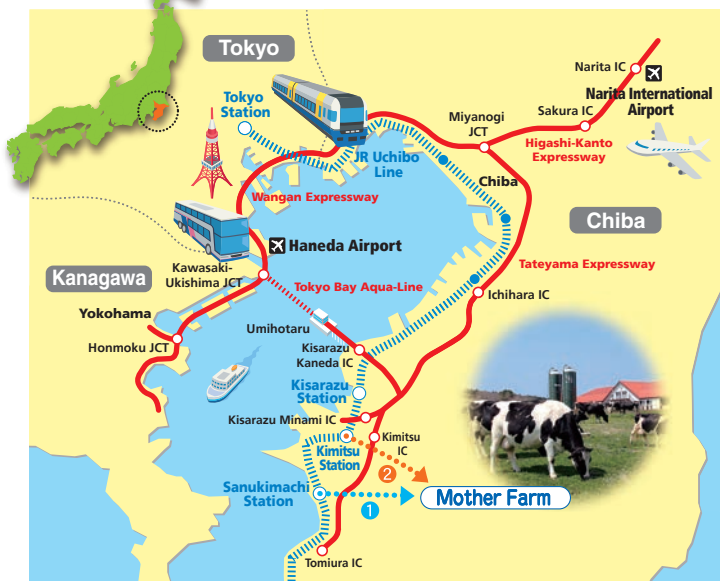 Tokyo
Tokyo
Station
JR Uchibo
Line
Miyanogi
JCT
Narita IC
Narita International
Airport
Sakura IC
Higashi-Kanto
Expressway
Chiba
Wangan Expressway
Haneda Airport
Chiba
Kanagawa
Kawasaki-
Ukishima JCT
Tateyama Expressway
Tokyo Bay Aqua-Line
Ichihara IC
Yokohama
Umihotaru
Honmoku JCT
Kisarazu
Kaneda IC
Kisarazu
Station
Kisarazu Minami IC
Kimitsu
Station
Kimitsu
IC
2
Sanukimachi
Station
1
Mother Farm
Tomiura IC